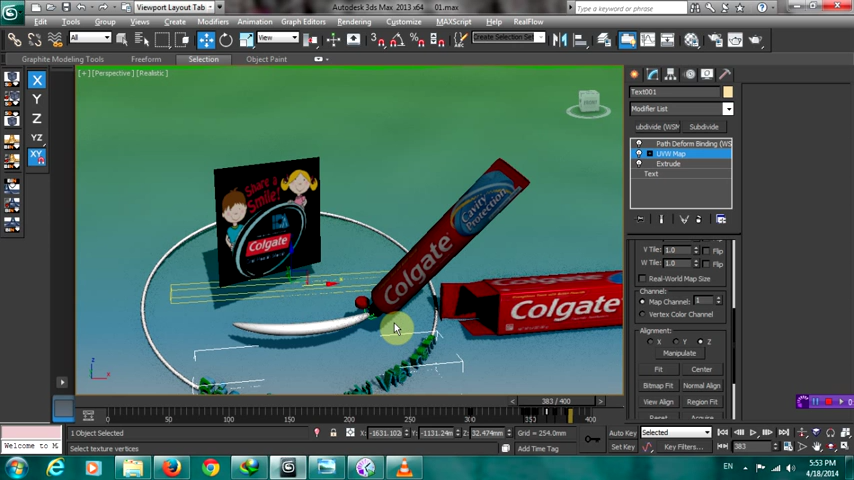 Viewport Layout Tab
Autodesk 3ds Max 2013 x64 01.max
Type a keyword or phrase
Edit Tools Group Views Create Modifiers Animation Graph Editors Rendering Customize MAXScript RealFlow
All View Create Selection Se
Graphite Modeling Tools Freeform Selection Object Paint
[+] [Perspective] [Realistic]
X
Y
Z
YZ
XY
Share a
Smile!
Colgate
Cavity
Protection
Colgate
Colgate
Text001
Modifier List
ubdivide (WSM Subdivide
Path Deform Binding (WS
UVW Map
Extrude
Text
V Tile: 1.0 Flip
W Tile: 1.0 Flip
Real-World Map Size
Channel:
Map Channel: 1
Vertex Color Channel
Alignment:
X Y Z
Manipulate
Fit Center
Bitmap Fit Normal Align
View Align Region Fit
Reset Acquire
383 / 400
0 50 100 150 200 250 300 350 400
1 Object Selected X: -1631.102 Y: -1131.24m Z: 32.474mm Grid = 254.0mm Auto Key Selected
Welcome to M Select texture vertices Add Time Tag Set Key Key Filters... 383
EN 5:53 PM
4/18/2014